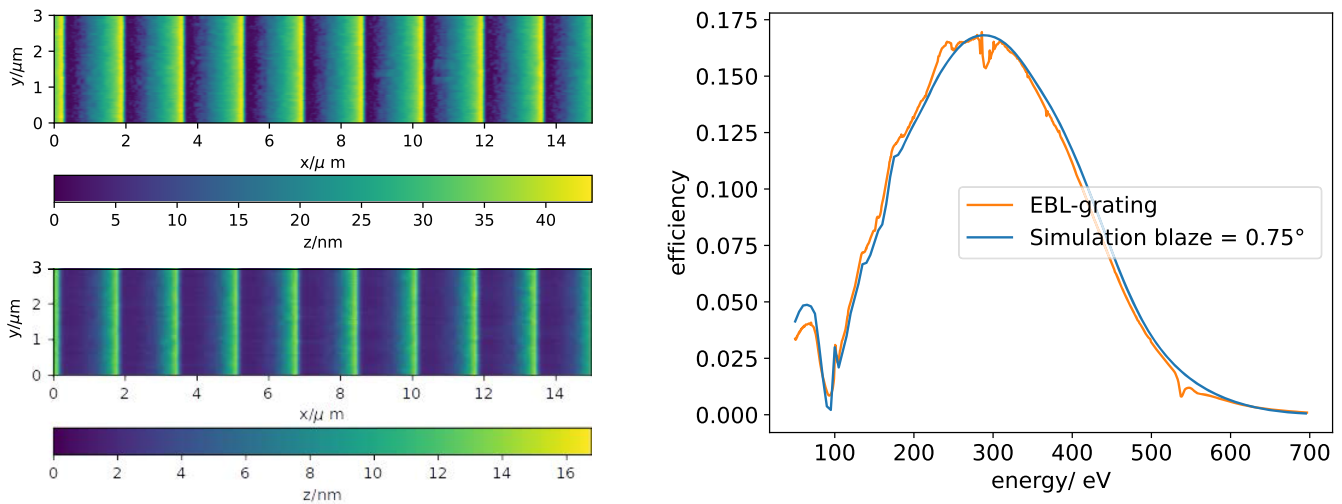 3
2
1
0
y/μm
0 2 4 6 8 10 12 14
x/μ m
0 5 10 15 20 25 30 35 40
z/nm
3
2
1
0
y/μm
0 2 4 6 8 10 12 14
x/μ m
0 2 4 6 8 10 12 14 16
z/nm
0.175
0.150
0.125
0.100
0.075
0.050
0.025
0.000
efficiency
EBL-grating
Simulation blaze = 0.75°
100 200 300 400 500 600 700
energy/ eV